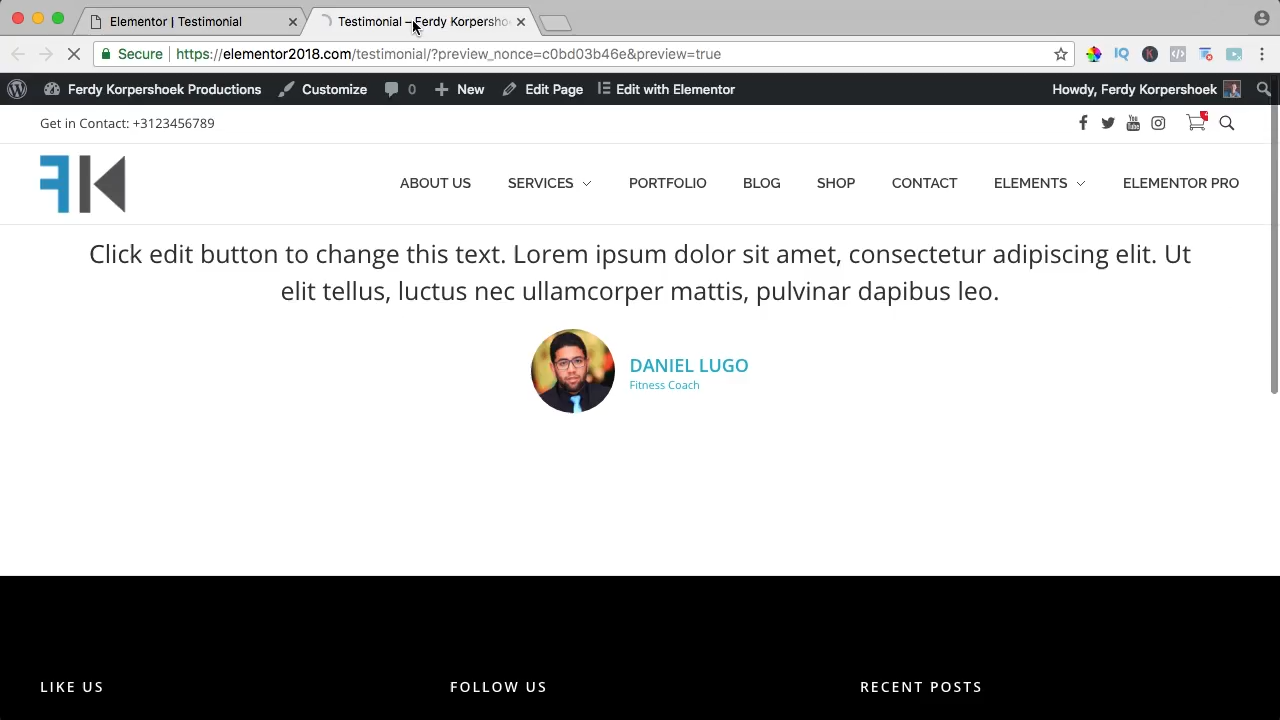 Elementor | Testimonial
Testimonial – Ferdy Korpersho
Secure https://elementor2018.com/testimonial/?preview_nonce=c0bd03b46e&preview=true
Ferdy Korpershoek Productions Customize 0 New Edit Page Edit with Elementor Howdy, Ferdy Korpershoek
Get in Contact: +3123456789
FK
ABOUT US SERVICES PORTFOLIO BLOG SHOP CONTACT ELEMENTS ELEMENTOR PRO
Click edit button to change this text. Lorem ipsum dolor sit amet, consectetur adipiscing elit. Ut
elit tellus, luctus nec ullamcorper mattis, pulvinar dapibus leo.
DANIEL LUGO
Fitness Coach
LIKE US FOLLOW US RECENT POSTS